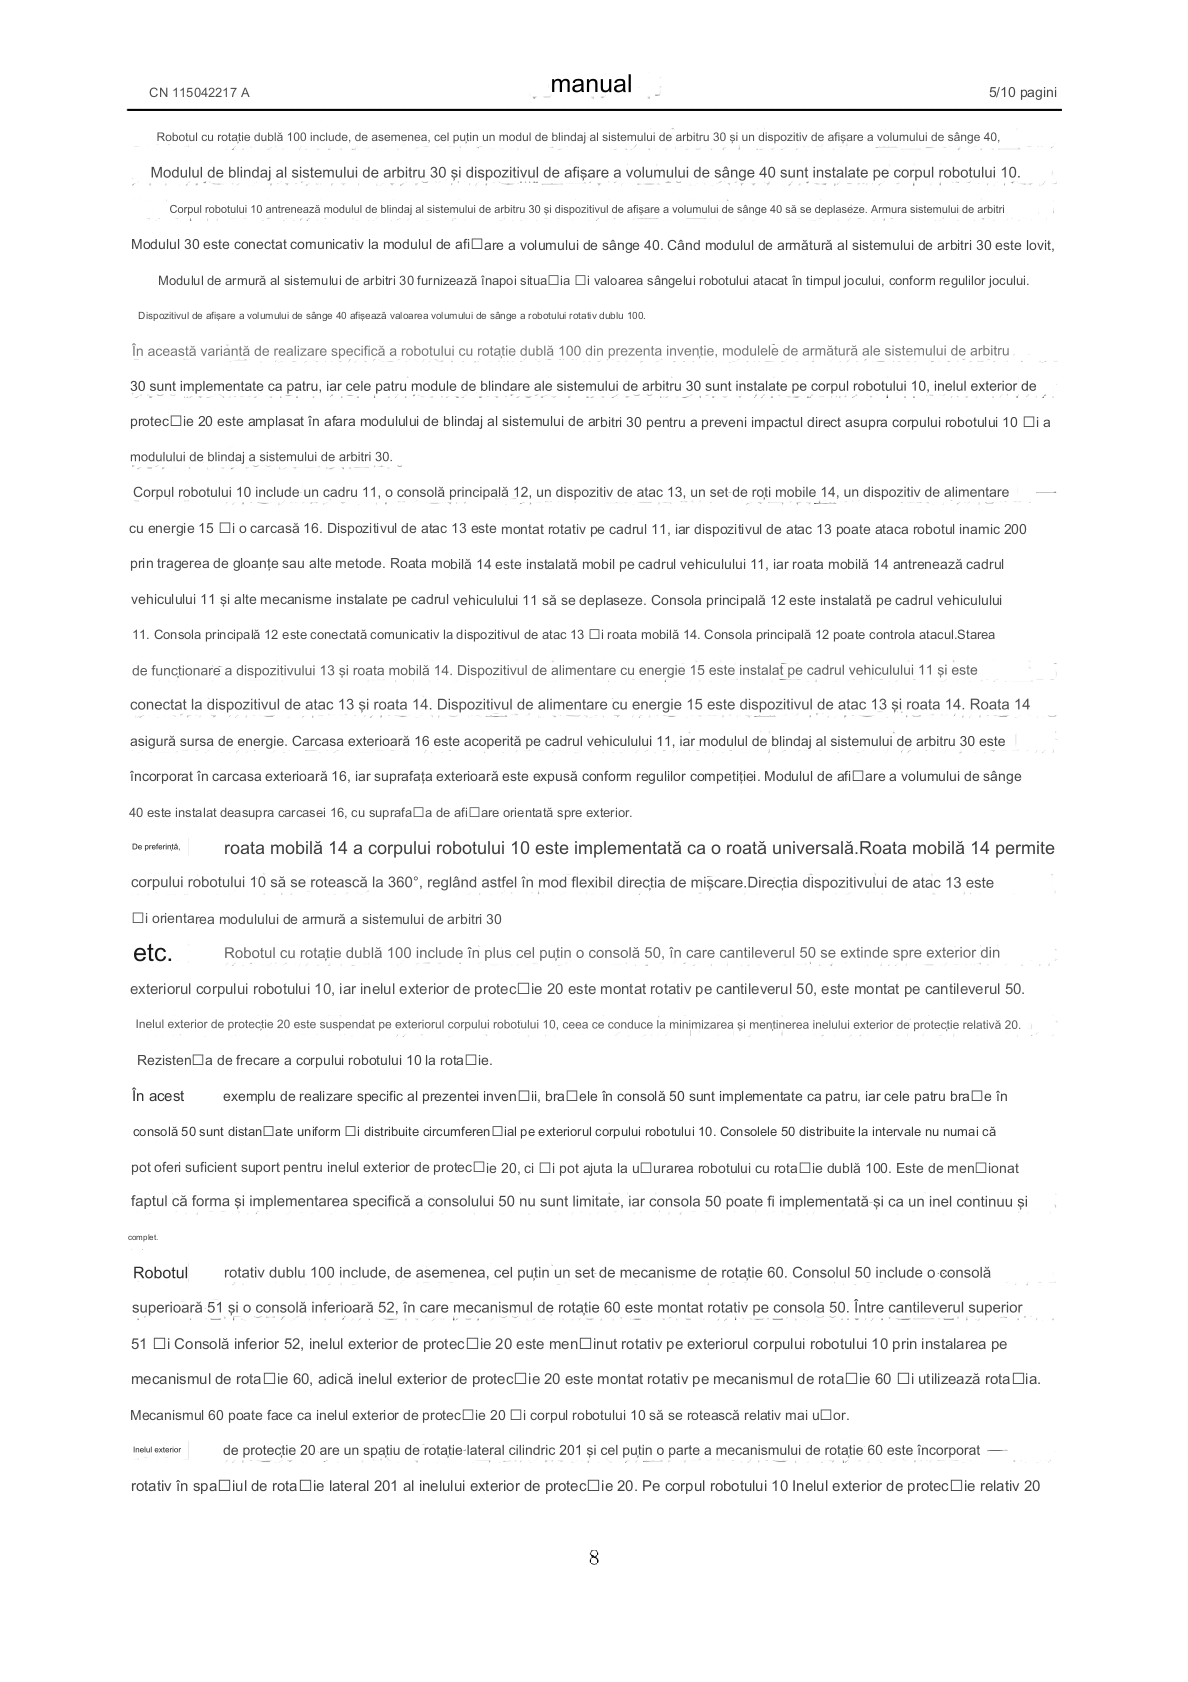 CN 115042217 A
manual
5/10 pagini
Robotul cu rotație dublă 100 include, de asemenea, cel puțin un modul de blindaj al sistemului de arbitru 30 și un dispozitiv de afișare a volumului de sânge 40,
Modulul de blindaj al sistemului de arbitru 30 și dispozitivul de afișare a volumului de sânge 40 sunt instalate pe corpul robotului 10.
Corpul robotului 10 antrenează modulul de blindaj al sistemului de arbitru 30 și dispozitivul de afișare a volumului de sânge 40 să se deplaseze. Armura sistemului de arbitri
Modulul 30 este conectat comunicativ la modulul de afi□are a volumului de sânge 40. Când modulul de armătură al sistemului de arbitri 30 este lovit,
Modulul de armură al sistemului de arbitri 30 furnizează înapoi situa□ia □i valoarea sângelui robotului atacat în timpul jocului, conform regulilor jocului.
Dispozitivul de afișare a volumului de sânge 40 afișează valoarea volumului de sânge a robotului rotativ dublu 100.
În această variantă de realizare specifică a robotului cu rotație dublă 100 din prezenta invenție, modulele de armătură ale sistemului de arbitru
30 sunt implementate ca patru, iar cele patru module de blindare ale sistemului de arbitru 30 sunt instalate pe corpul robotului 10, inelul exterior de
protec□ie 20 este amplasat în afara modulului de blindaj al sistemului de arbitri 30 pentru a preveni impactul direct asupra corpului robotului 10 □i a
modulului de blindaj a sistemului de arbitri 30.
Corpul robotului 10 include un cadru 11, o consolă principală 12, un dispozitiv de atac 13, un set de roți mobile 14, un dispozitiv de alimentare
cu energie 15 □i o carcasă 16. Dispozitivul de atac 13 este montat rotativ pe cadrul 11, iar dispozitivul de atac 13 poate ataca robotul inamic 200
prin tragerea de gloanțe sau alte metode. Roata mobilă 14 este instalată mobil pe cadrul vehiculului 11, iar roata mobilă 14 antrenează cadrul
vehiculului 11 și alte mecanisme instalate pe cadrul vehiculului 11 să se deplaseze. Consola principală 12 este instalată pe cadrul vehiculului
11. Consola principală 12 este conectată comunicativ la dispozitivul de atac 13 □i roata mobilă 14. Consola principală 12 poate controla atacul.Starea
de funcționare a dispozitivului 13 și roata mobilă 14. Dispozitivul de alimentare cu energie 15 este instalat pe cadrul vehiculului 11 și este
conectat la dispozitivul de atac 13 și roata 14. Dispozitivul de alimentare cu energie 15 este dispozitivul de atac 13 și roata 14. Roata 14
asigură sursa de energie. Carcasa exterioară 16 este acoperită pe cadrul vehiculului 11, iar modulul de blindaj al sistemului de arbitru 30 este
încorporat în carcasa exterioară 16, iar suprafața exterioară este expusă conform regulilor competiției. Modulul de afi□are a volumului de sânge
40 este instalat deasupra carcasei 16, cu suprafa□a de afi□are orientată spre exterior.
De preferință, roata mobilă 14 a corpului robotului 10 este implementată ca o roată universală.Roata mobilă 14 permite
corpului robotului 10 să se rotească la 360°, reglând astfel în mod flexibil direcția de mișcare.Direcția dispozitivului de atac 13 este
□i orientarea modulului de armură a sistemului de arbitri 30
etc. Robotul cu rotație dublă 100 include în plus cel puțin o consolă 50, în care cantileverul 50 se extinde spre exterior din
exteriorul corpului robotului 10, iar inelul exterior de protec□ie 20 este montat rotativ pe cantileverul 50, este montat pe cantileverul 50.
Inelul exterior de protecție 20 este suspendat pe exteriorul corpului robotului 10, ceea ce conduce la minimizarea și menținerea inelului exterior de protecție relativă 20.
Rezisten□a de frecare a corpului robotului 10 la rota□ie.
În acest exemplu de realizare specific al prezentei inven□ii, bra□ele în consolă 50 sunt implementate ca patru, iar cele patru bra□e în
consolă 50 sunt distan□ate uniform □i distribuite circumferen□ial pe exteriorul corpului robotului 10. Consolele 50 distribuite la intervale nu numai că
pot oferi suficient suport pentru inelul exterior de protec□ie 20, ci □i pot ajuta la u□urarea robotului cu rota□ie dublă 100. Este de men□ionat
faptul că forma și implementarea specifică a consolului 50 nu sunt limitate, iar consola 50 poate fi implementată și ca un inel continuu și
complet.
Robotul rotativ dublu 100 include, de asemenea, cel puțin un set de mecanisme de rotație 60. Consolul 50 include o consolă
superioară 51 și o consolă inferioară 52, în care mecanismul de rotație 60 este montat rotativ pe consola 50. Între cantileverul superior
51 □i Consolă inferior 52, inelul exterior de protec□ie 20 este men□inut rotativ pe exteriorul corpului robotului 10 prin instalarea pe
mecanismul de rota□ie 60, adică inelul exterior de protec□ie 20 este montat rotativ pe mecanismul de rota□ie 60 □i utilizează rota□ia.
Mecanismul 60 poate face ca inelul exterior de protec□ie 20 □i corpul robotului 10 să se rotească relativ mai u□or.
Inelul exterior de protecție 20 are un spațiu de rotație lateral cilindric 201 și cel puțin o parte a mecanismului de rotație 60 este încorporat
rotativ în spa□iul de rota□ie lateral 201 al inelului exterior de protec□ie 20. Pe corpul robotului 10 Inelul exterior de protec□ie relativ 20
8